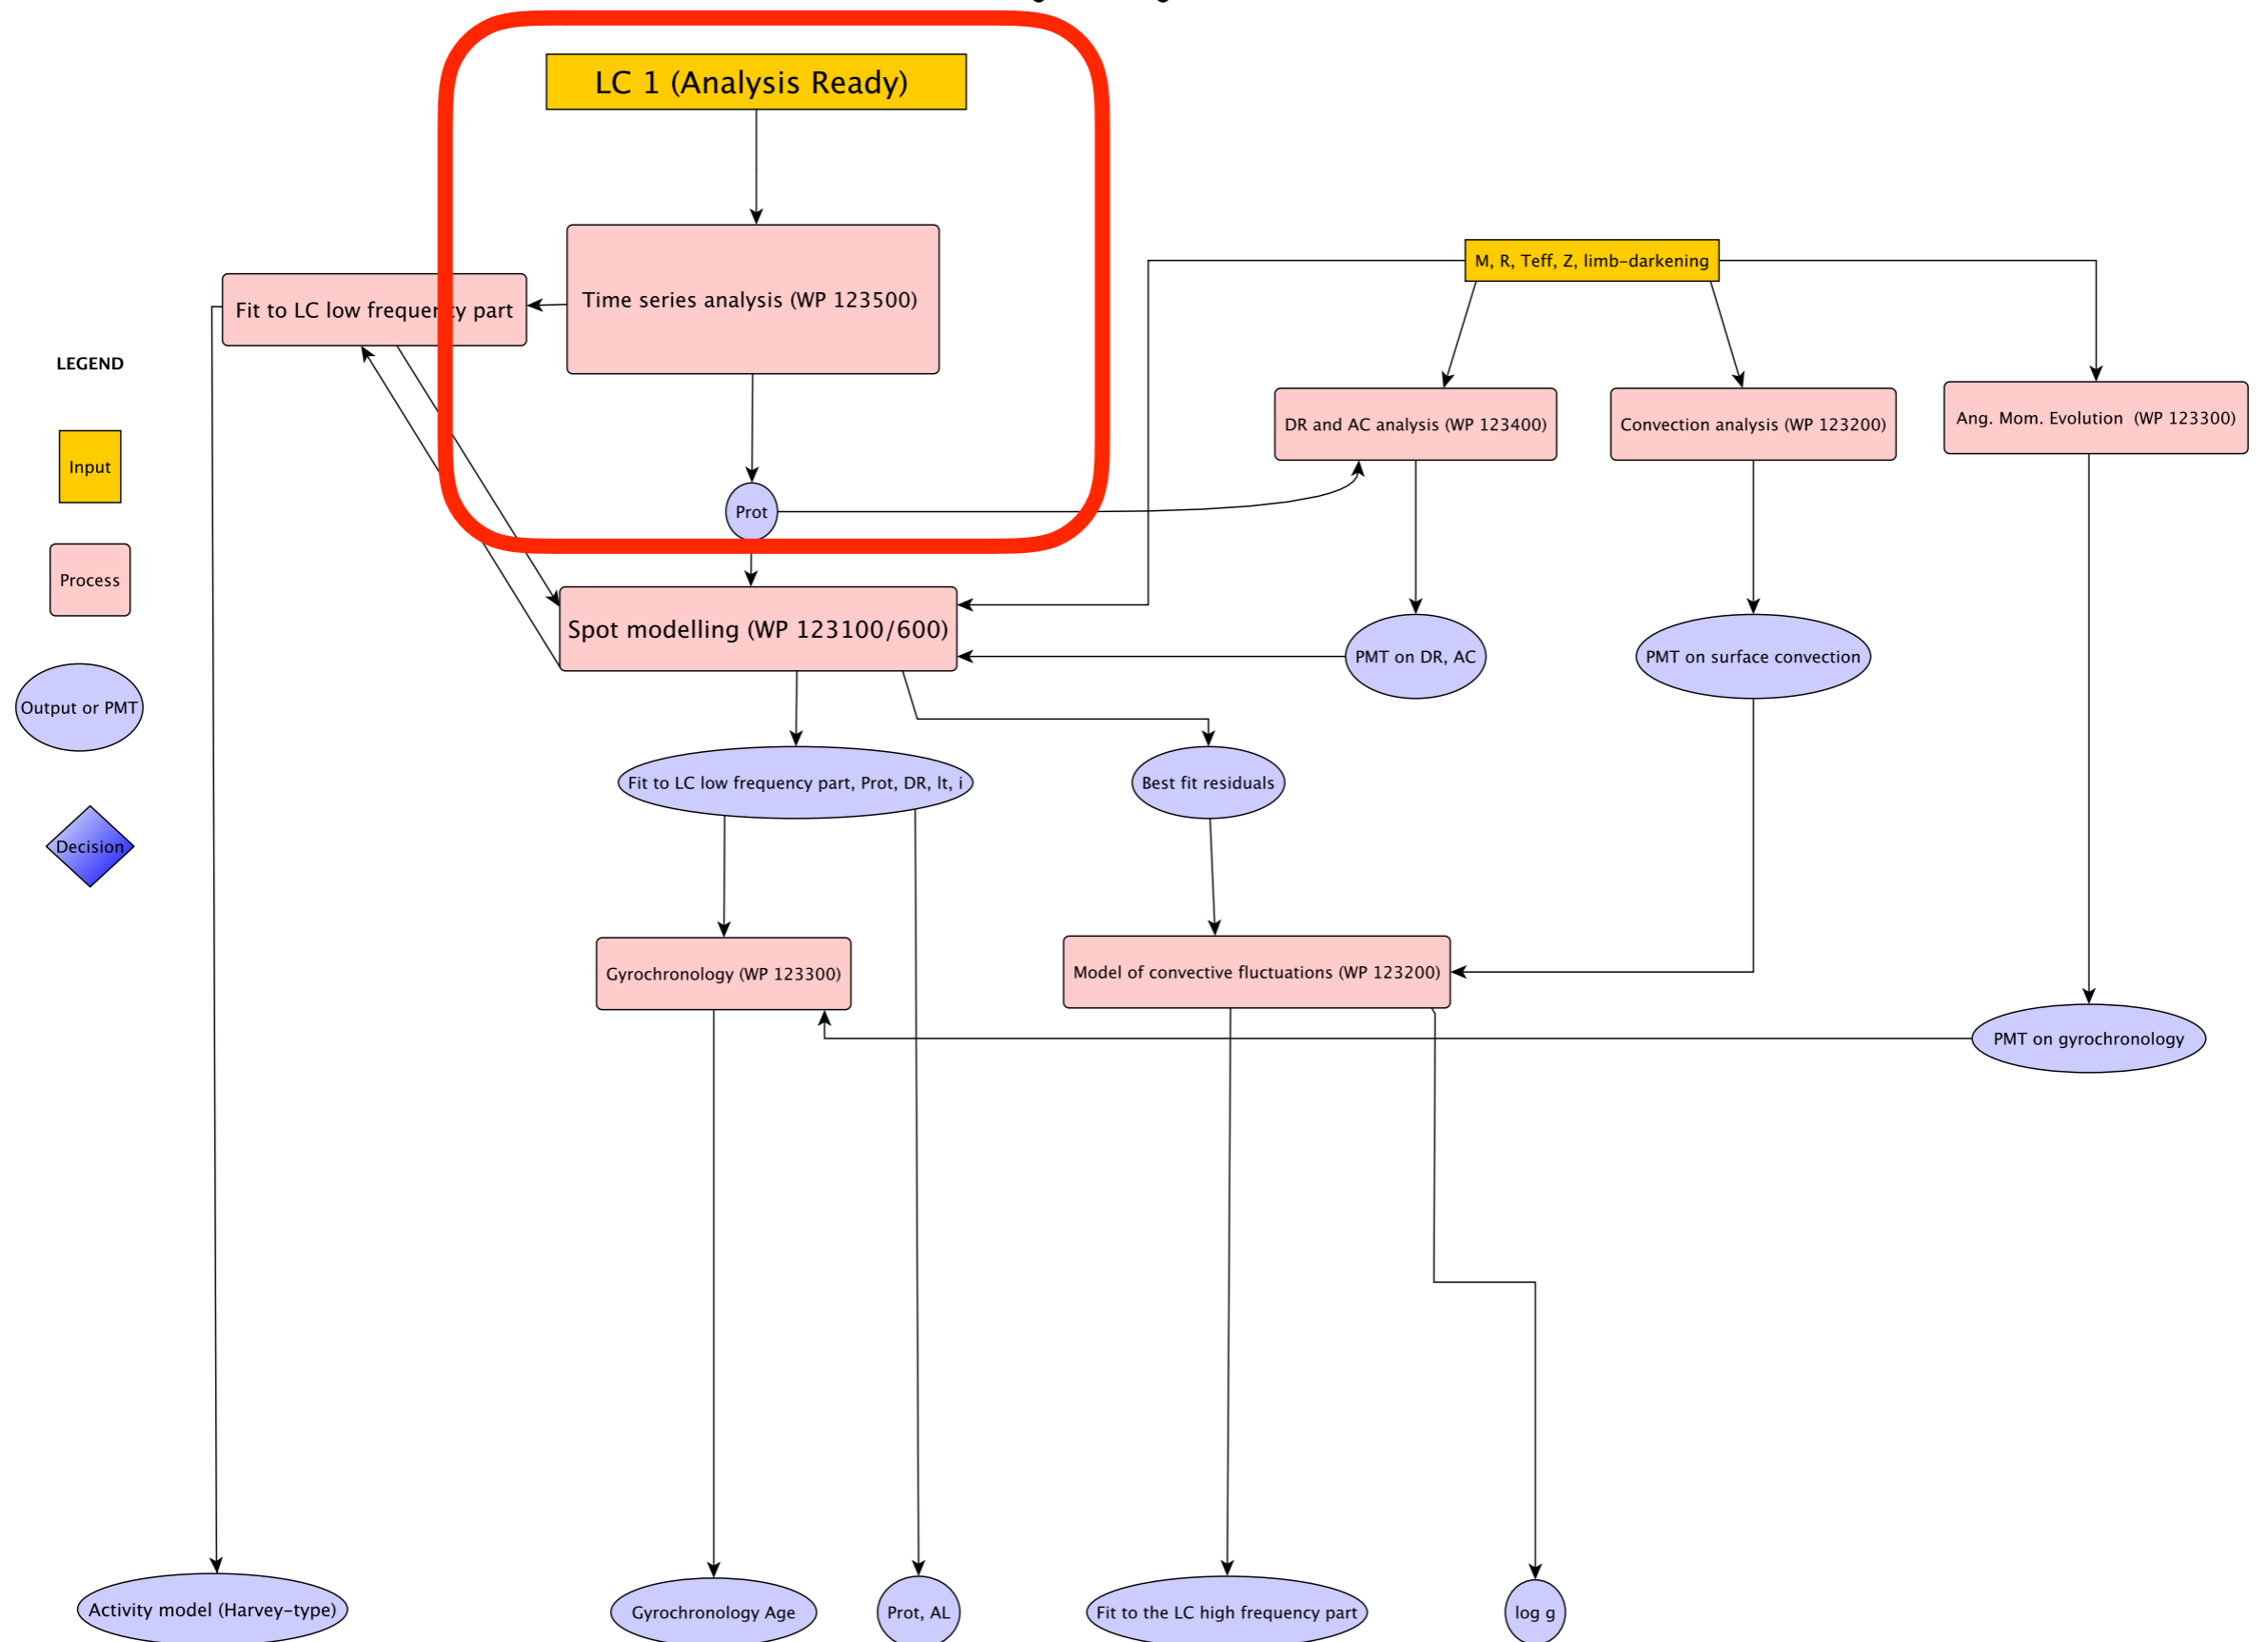 LC 1 (Analysis Ready)
M, R, Teff, Z, limb-darkening
Time series analysis (WP 123500)
Fit to LC low frequency part
LEGEND
DR and AC analysis (WP 123400)
Convection analysis (WP 123200)
Ang. Mom. Evolution (WP 123300)
Input
Prot
Process
Spot modelling (WP 123100/600)
PMT on DR, AC
PMT on surface convection
Output or PMT
Fit to LC low frequency part, Prot, DR, lt, i
Best fit residuals
Decision
Gyrochronology (WP 123300)
Model of convective fluctuations (WP 123200)
PMT on gyrochronology
Activity model (Harvey-type)
Gyrochronology Age
Prot, AL
Fit to the LC high frequency part
log g